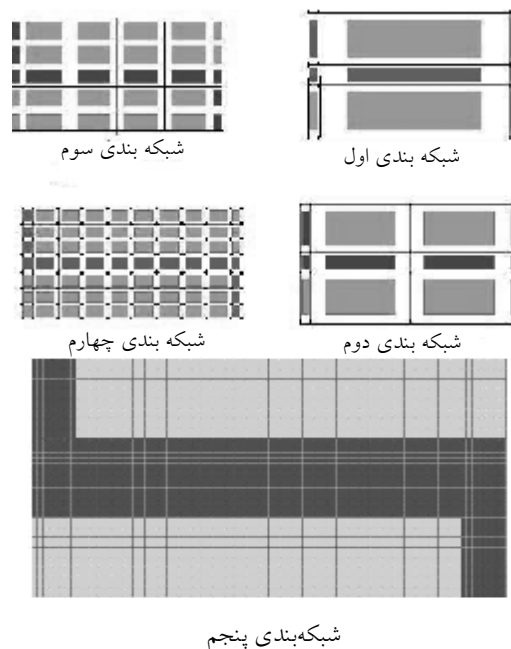 شبکه بندی اول
شبکه بندی سوم
شبکه بندی دوم
شبکه بندی چهارم
شبکه‌بندی پنجم